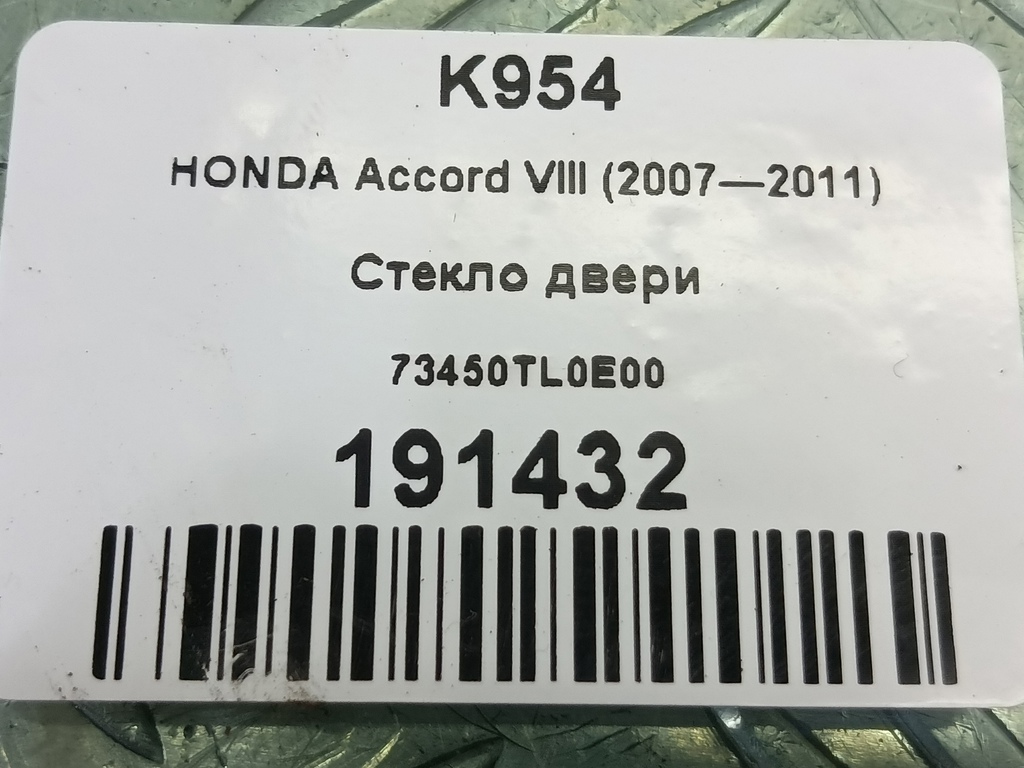 K954
HONDA Accord VIII (2007—2011)
Стекло двери
73450TL0E00
191432